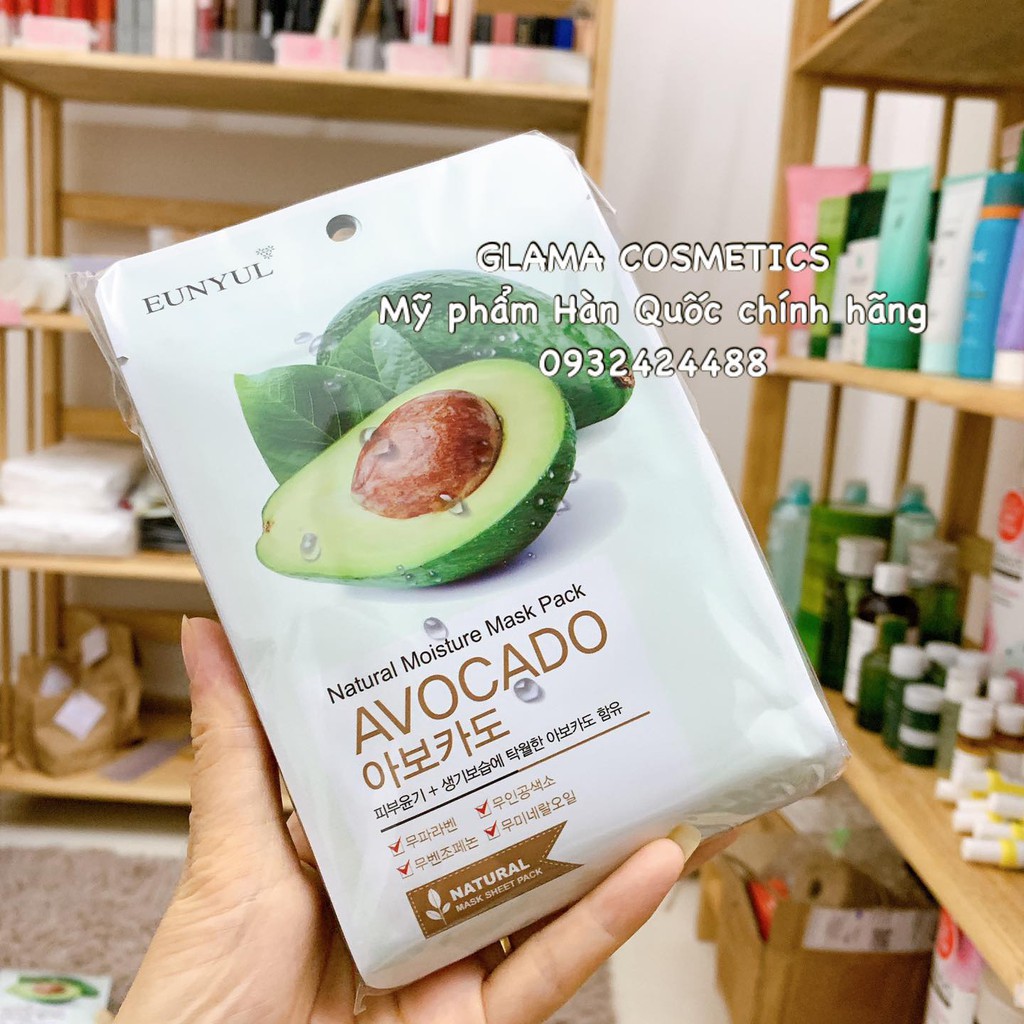 EUNYUL
GLAMA COSMETICS
Mỹ phẩm Hàn Quốc chính hãng
0932424488
Natural Moisture Mask Pack
AVOCADO
아보카도
피부윤기 + 생기보습에 탁월한 아보카도 함유
무파라벤 무인공색소
무벤조페논 무미네랄오일
NATURAL
MASK SHEET PACK